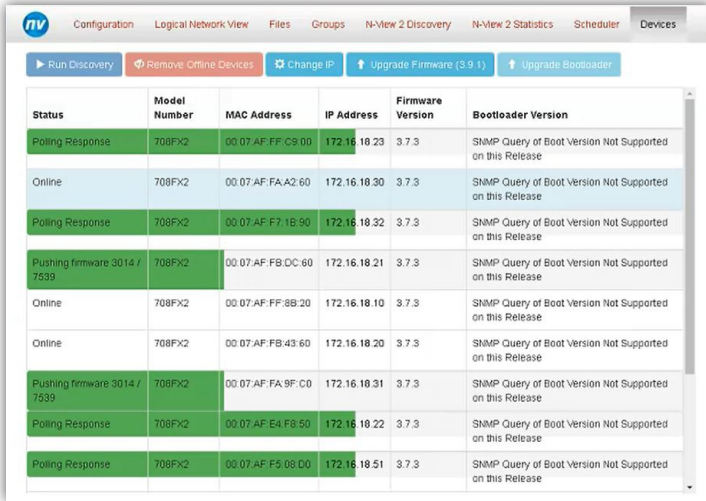 nv Configuration Logical Network View Files Groups N-View 2 Discovery N-View 2 Statistics Scheduler Devices
Run Discovery Remove Offline Devices Change IP Upgrade Firmware (3.9.1) Upgrade Bootloader
Status Model Number MAC Address IP Address Firmware Version Bootloader Version
Polling Response 708FX2 00:07:AF:FF:C9:00 172.16.18.23 3.7.3 SNMP Query of Boot Version Not Supported
on this Release
Online 708FX2 00:07:AF:FA:A2:60 172.16.18.30 3.7.3 SNMP Query of Boot Version Not Supported
on this Release
Polling Response 708FX2 00:07:AF:F7:1B:90 172.16.18.32 3.7.3 SNMP Query of Boot Version Not Supported
on this Release
Pushing firmware 3014 / 708FX2 00:07:AF:FB:DC:60 172.16.18.21 3.7.3 SNMP Query of Boot Version Not Supported
7539 on this Release
Online 708FX2 00:07:AF:FF:8B:20 172.16.18.10 3.7.3 SNMP Query of Boot Version Not Supported
on this Release
Online 708FX2 00:07:AF:FB:43:60 172.16.18.20 3.7.3 SNMP Query of Boot Version Not Supported
on this Release
Pushing firmware 3014 / 708FX2 00:07:AF:FA:9F:C0 172.16.18.31 3.7.3 SNMP Query of Boot Version Not Supported
7539 on this Release
Polling Response 708FX2 00:07:AF:E4:F8:50 172.16.18.22 3.7.3 SNMP Query of Boot Version Not Supported
on this Release
Polling Response 708FX2 00:07:AF:F5:08:D0 172.16.18.51 3.7.3 SNMP Query of Boot Version Not Supported
on this Release